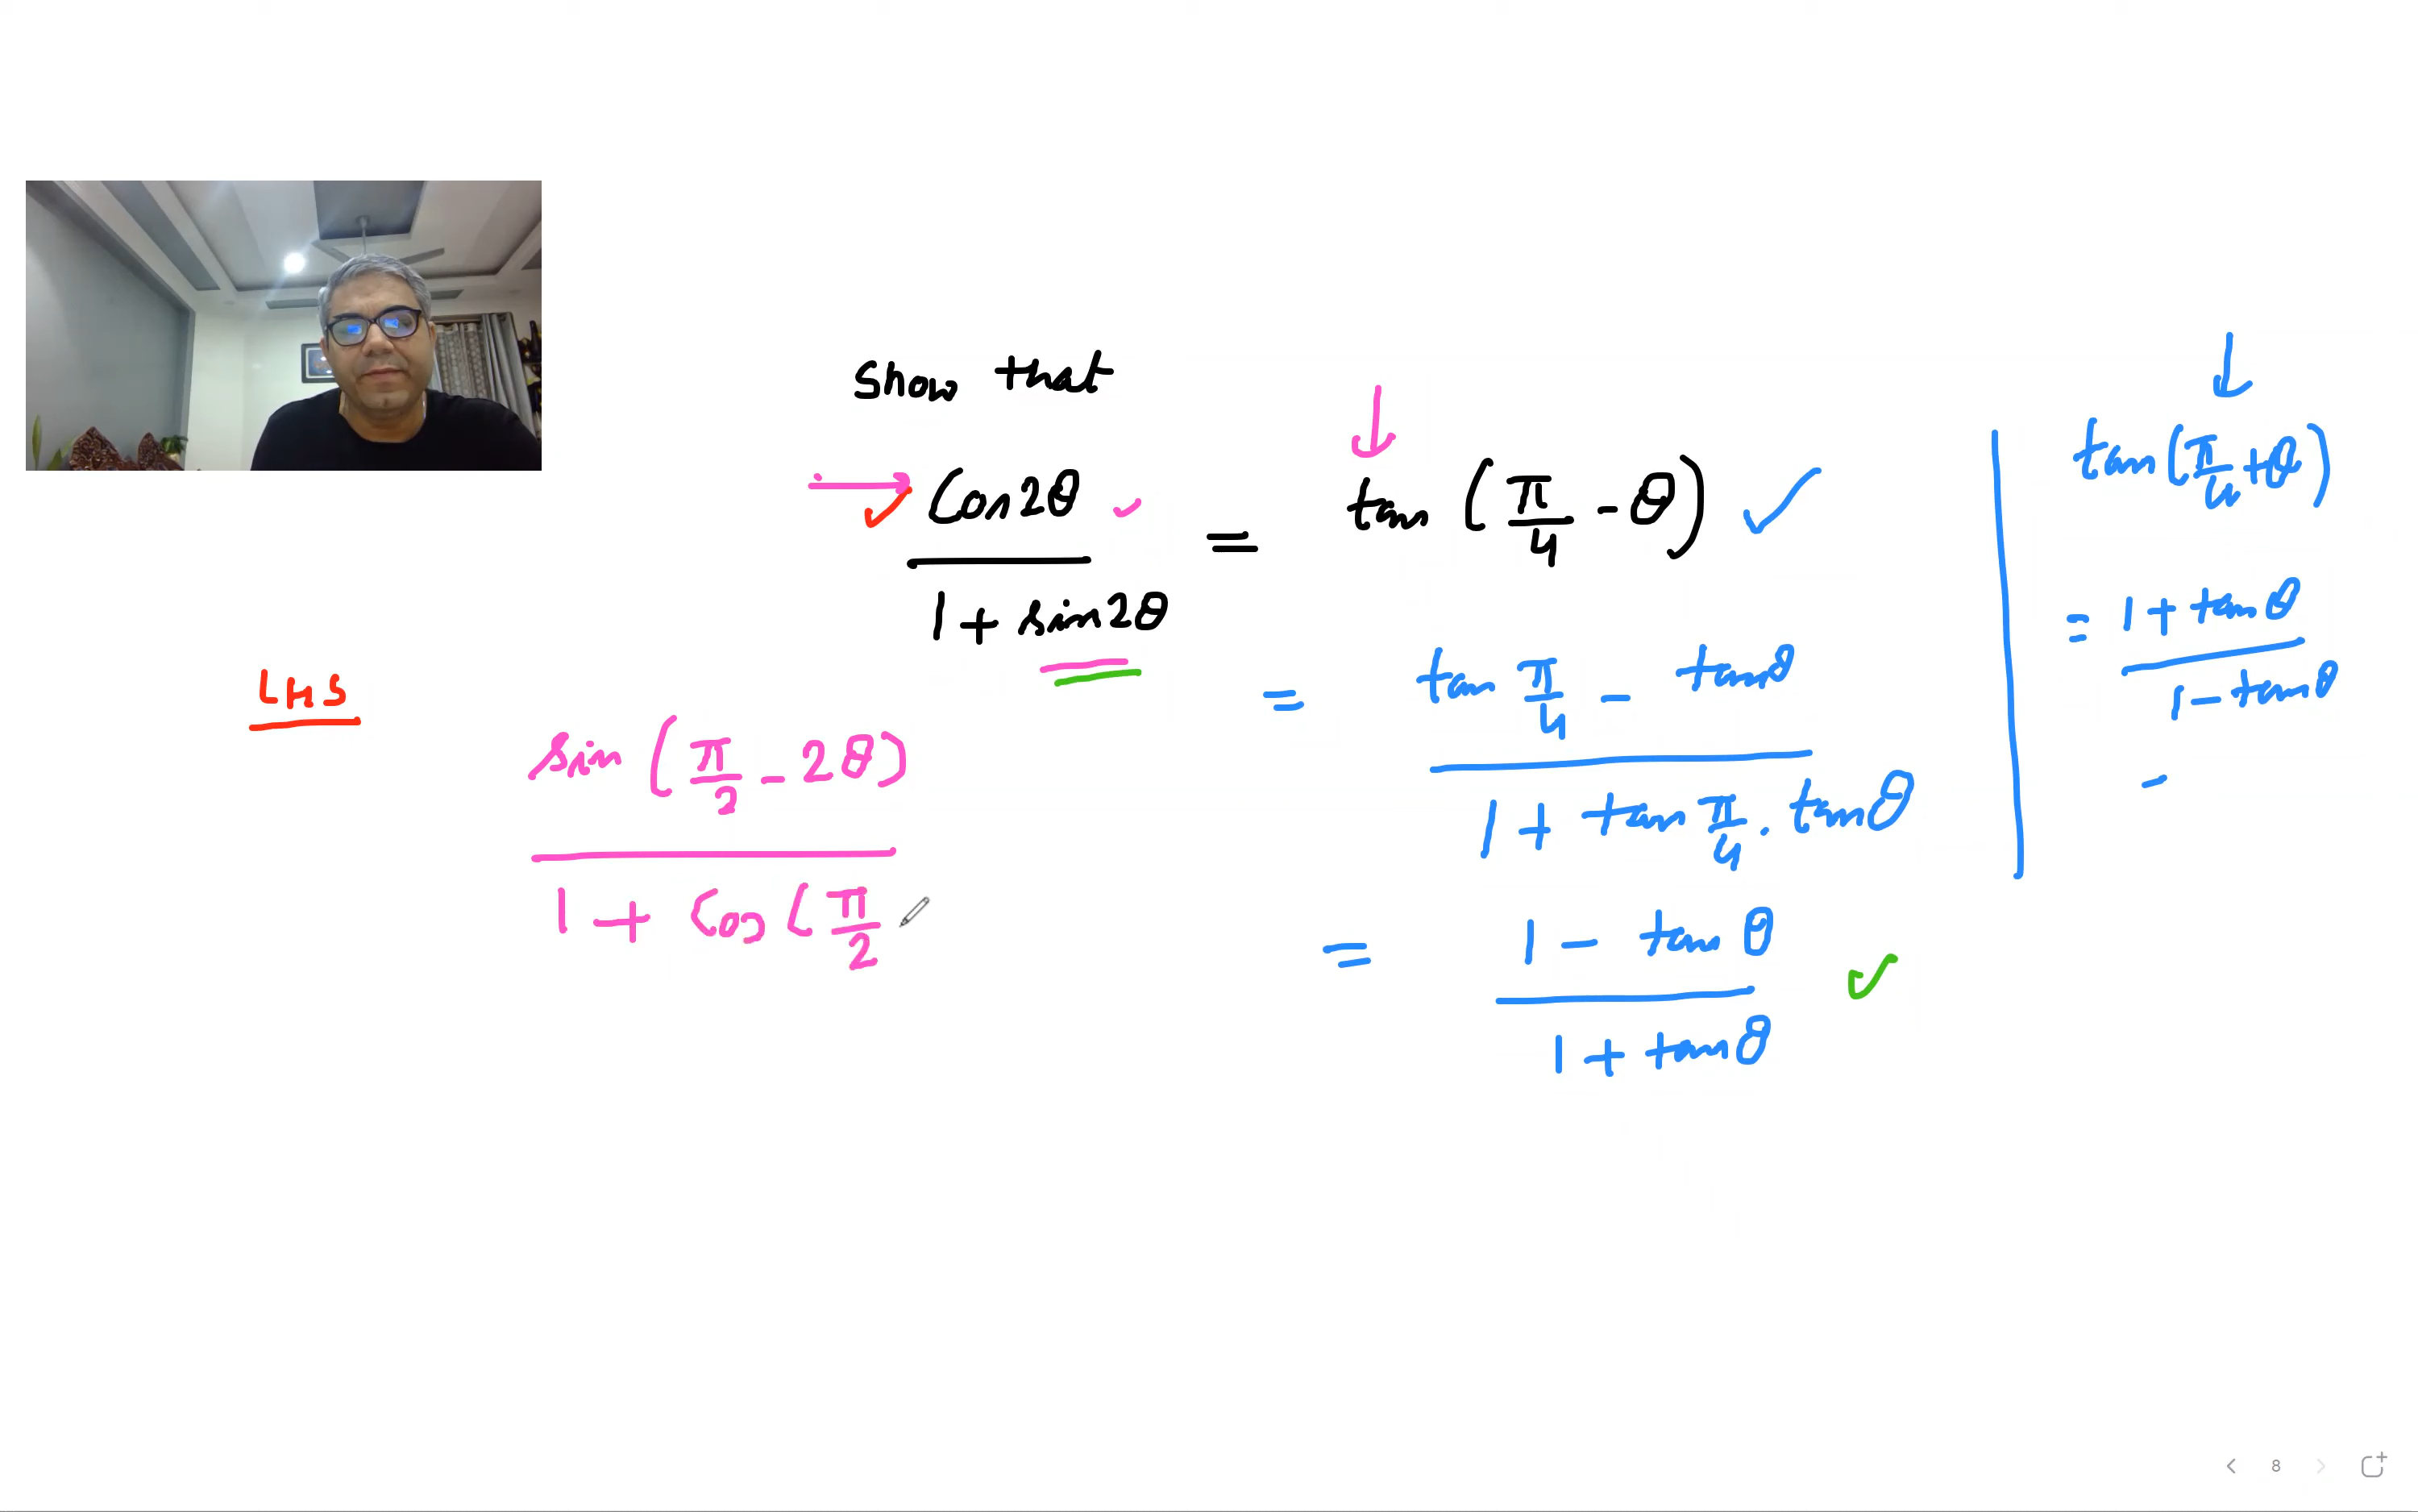 show that
Cos2θ / 1 + sin2θ = tan (π/4 - θ)
= tan π/4 - tanθ / 1 + tan π/4 . tanθ
= 1 - tan θ / 1 + tanθ
LHS
sin (π/2 - 2θ) / 1 + Cos (π/2
tan (π/4 + θ)
= 1 + tanθ / 1 - tanθ
-
8